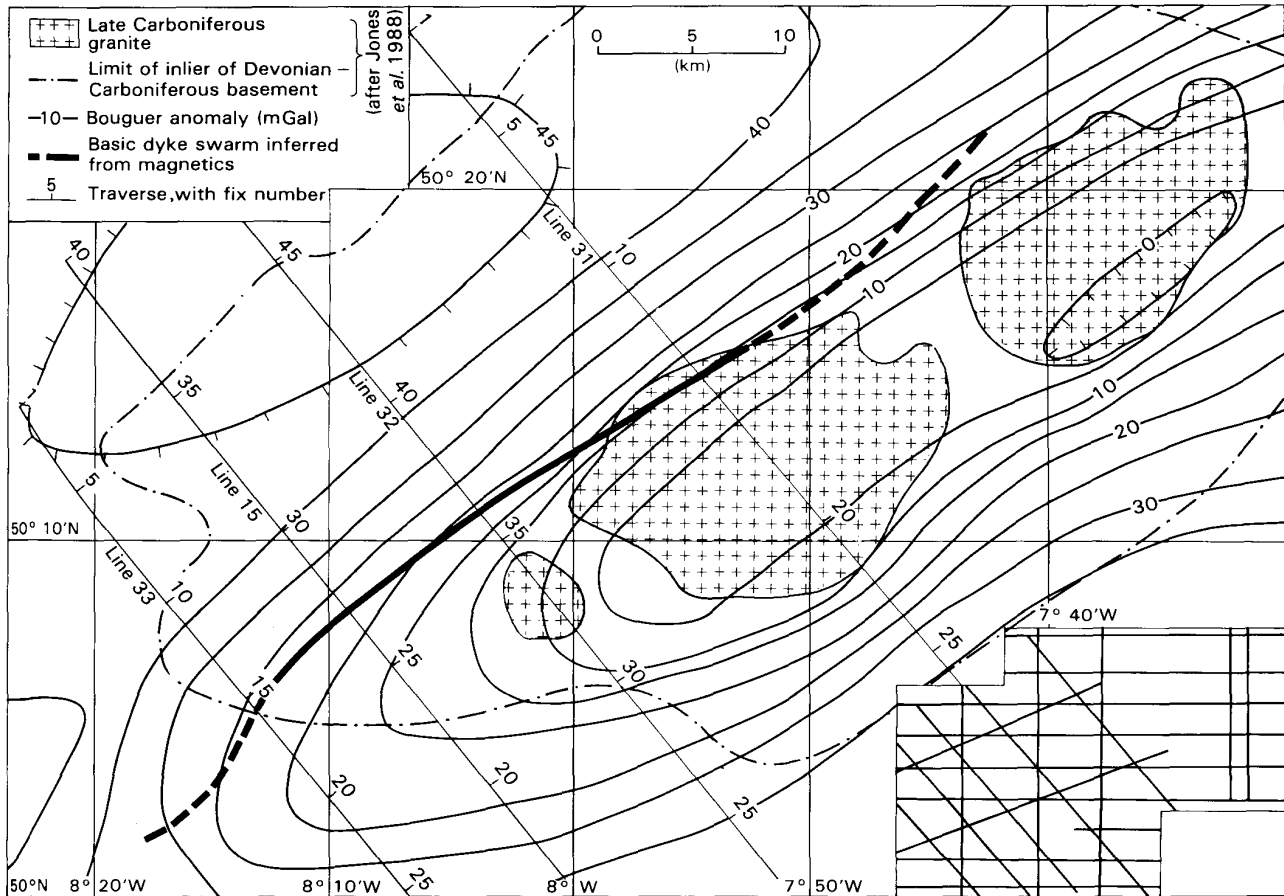 Late Carboniferous
granite
Limit of inlier of Devonian –
Carboniferous basement
(after Jones
et al. 1988)
–10– Bouguer anomaly (mGal)
Basic dyke swarm inferred
from magnetics
5
Traverse, with fix number
0 5 10
(km)
1
5
45
40
50° 20'N
30
Line 31
10
20
10
0
40
45
35
Line 32
40
Line 15
30
35
5
50° 10'N
Line 33
10
25
30
15
20
20
25
20
25
10
20
30
7° 40'W
50°N
8° 20'W
8° 10'W
25
8° W
7° 50'W